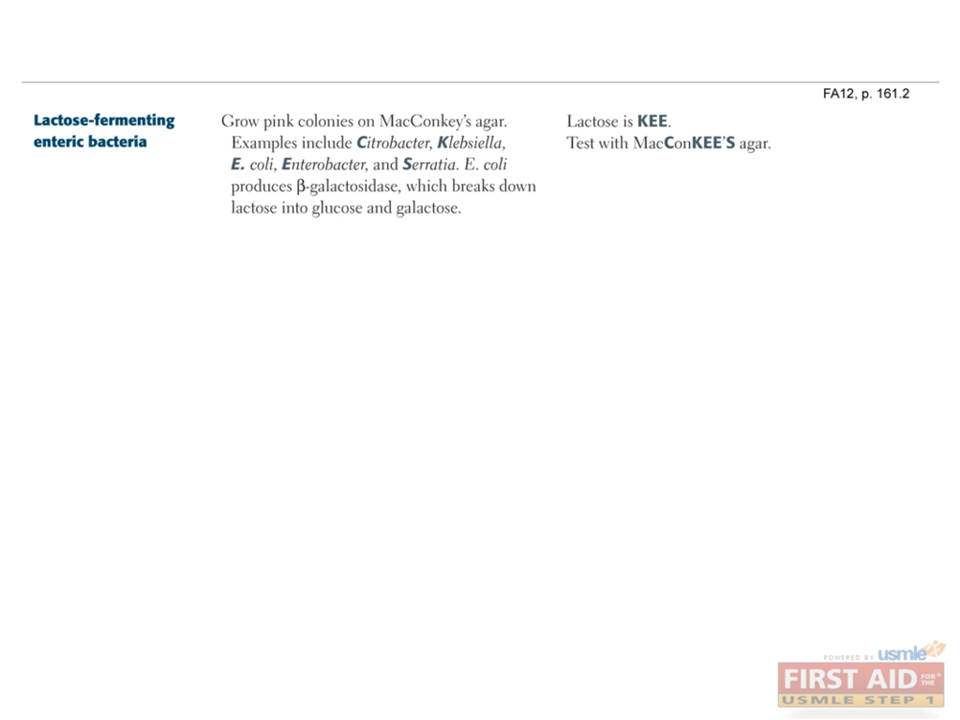 FA12, p. 161.2
Lactose-fermenting
enteric bacteria
Grow pink colonies on MacConkey's agar.
Examples include Citrobacter, Klebsiella,
E. coli, Enterobacter, and Serratia. E. coli
produces β-galactosidase, which breaks down
lactose into glucose and galactose.
Lactose is KEE.
Test with MacConKEE'S agar.
POWERED BY usmle
FIRST AID FOR THE
USMLE STEP 1